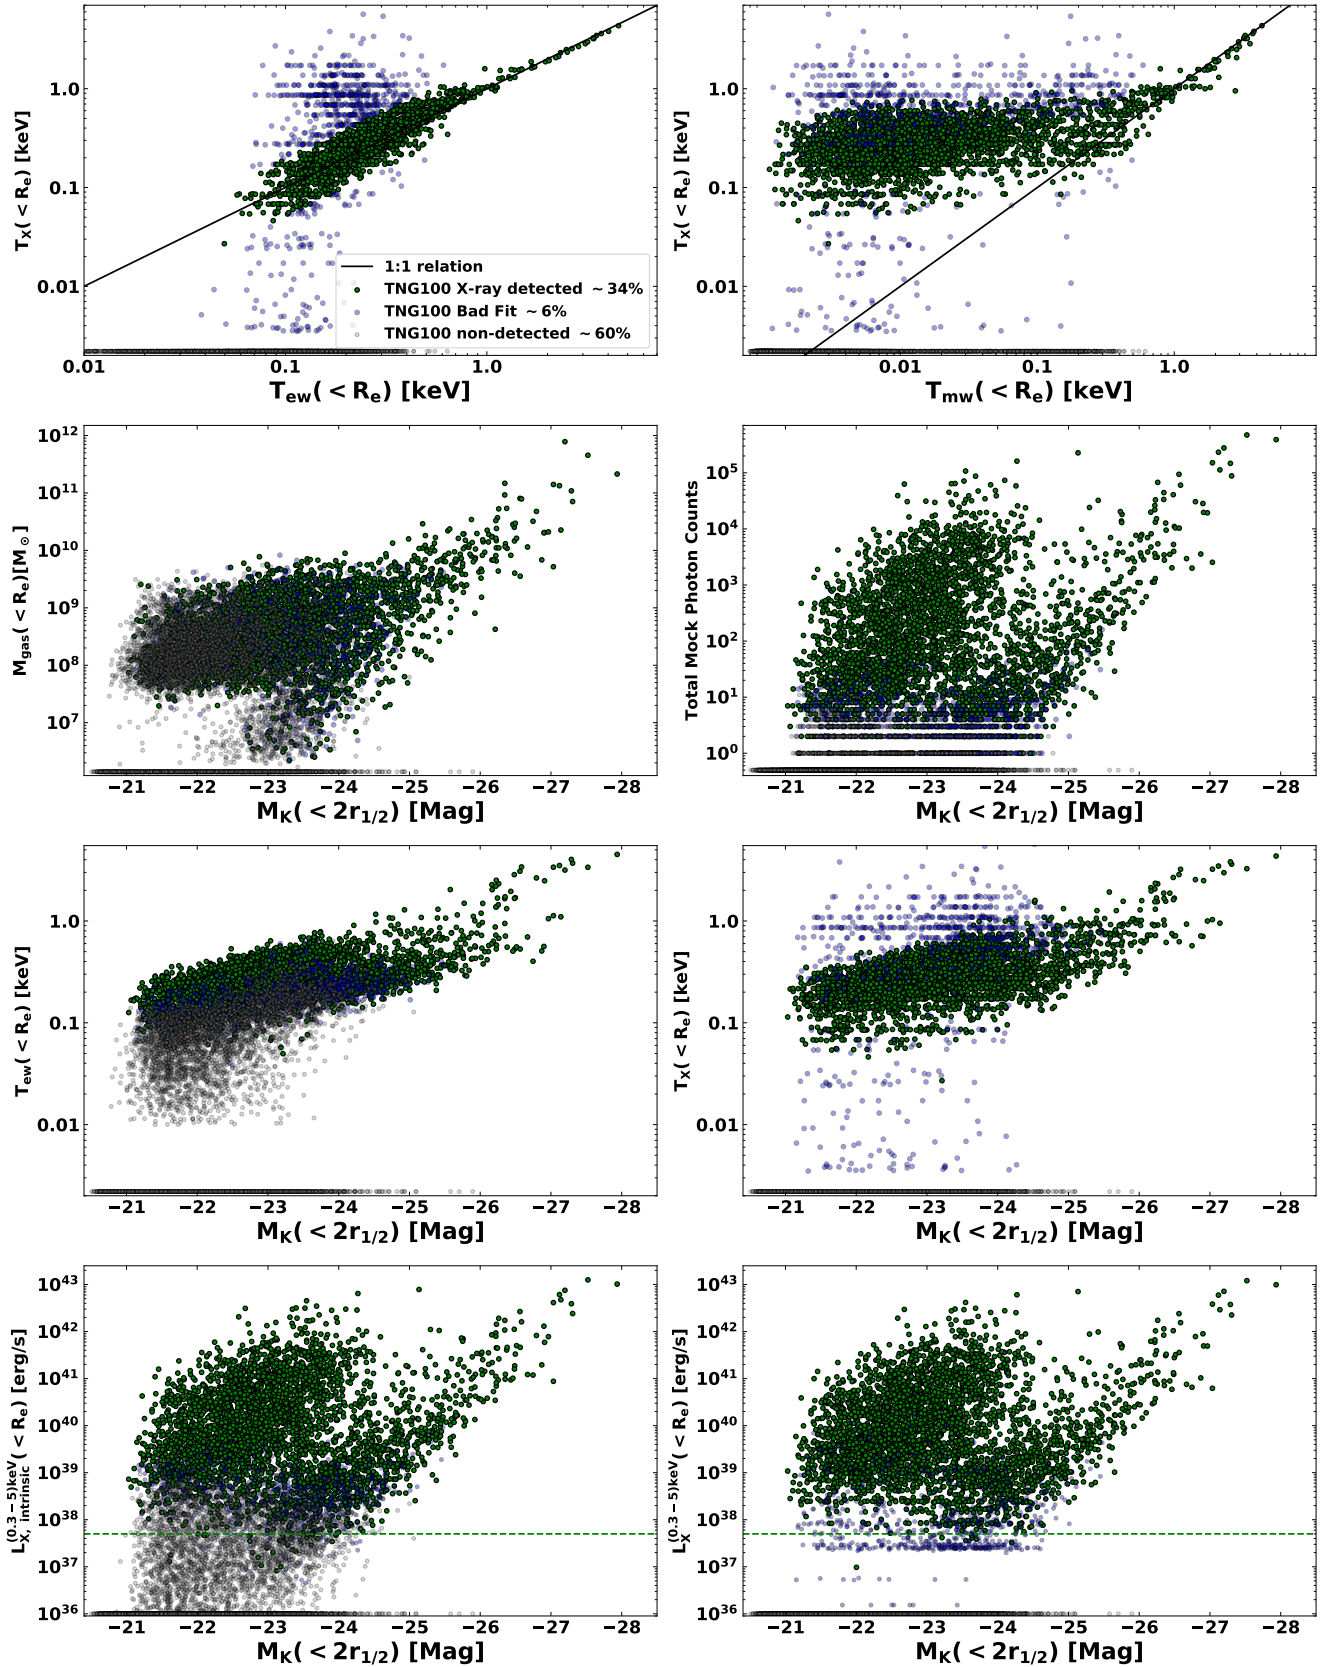 T_X(< R_e) [keV]
1.0
0.1
0.01
1:1 relation
TNG100 X-ray detected ~34%
TNG100 Bad Fit ~6%
TNG100 non-detected ~60%
0.01 0.1 1.0
T_ew(< R_e) [keV]
T_X(< R_e) [keV]
1.0
0.1
0.01
0.01 0.1 1.0
T_mw(< R_e) [keV]
M_gas(< R_e)[M_⊙]
10^12
10^11
10^10
10^9
10^8
10^7
−21 −22 −23 −24 −25 −26 −27 −28
M_K(< 2r_1/2) [Mag]
Total Mock Photon Counts
10^5
10^4
10^3
10^2
10^1
10^0
−21 −22 −23 −24 −25 −26 −27 −28
M_K(< 2r_1/2) [Mag]
T_ew(< R_e) [keV]
1.0
0.1
0.01
−21 −22 −23 −24 −25 −26 −27 −28
M_K(< 2r_1/2) [Mag]
T_X(< R_e) [keV]
1.0
0.1
0.01
−21 −22 −23 −24 −25 −26 −27 −28
M_K(< 2r_1/2) [Mag]
L_X, intrinsic^(0.3−5)keV(< R_e) [erg/s]
10^43
10^42
10^41
10^40
10^39
10^38
10^37
10^36
−21 −22 −23 −24 −25 −26 −27 −28
M_K(< 2r_1/2) [Mag]
L_X^(0.3−5)keV(< R_e) [erg/s]
10^43
10^42
10^41
10^40
10^39
10^38
10^37
10^36
−21 −22 −23 −24 −25 −26 −27 −28
M_K(< 2r_1/2) [Mag]